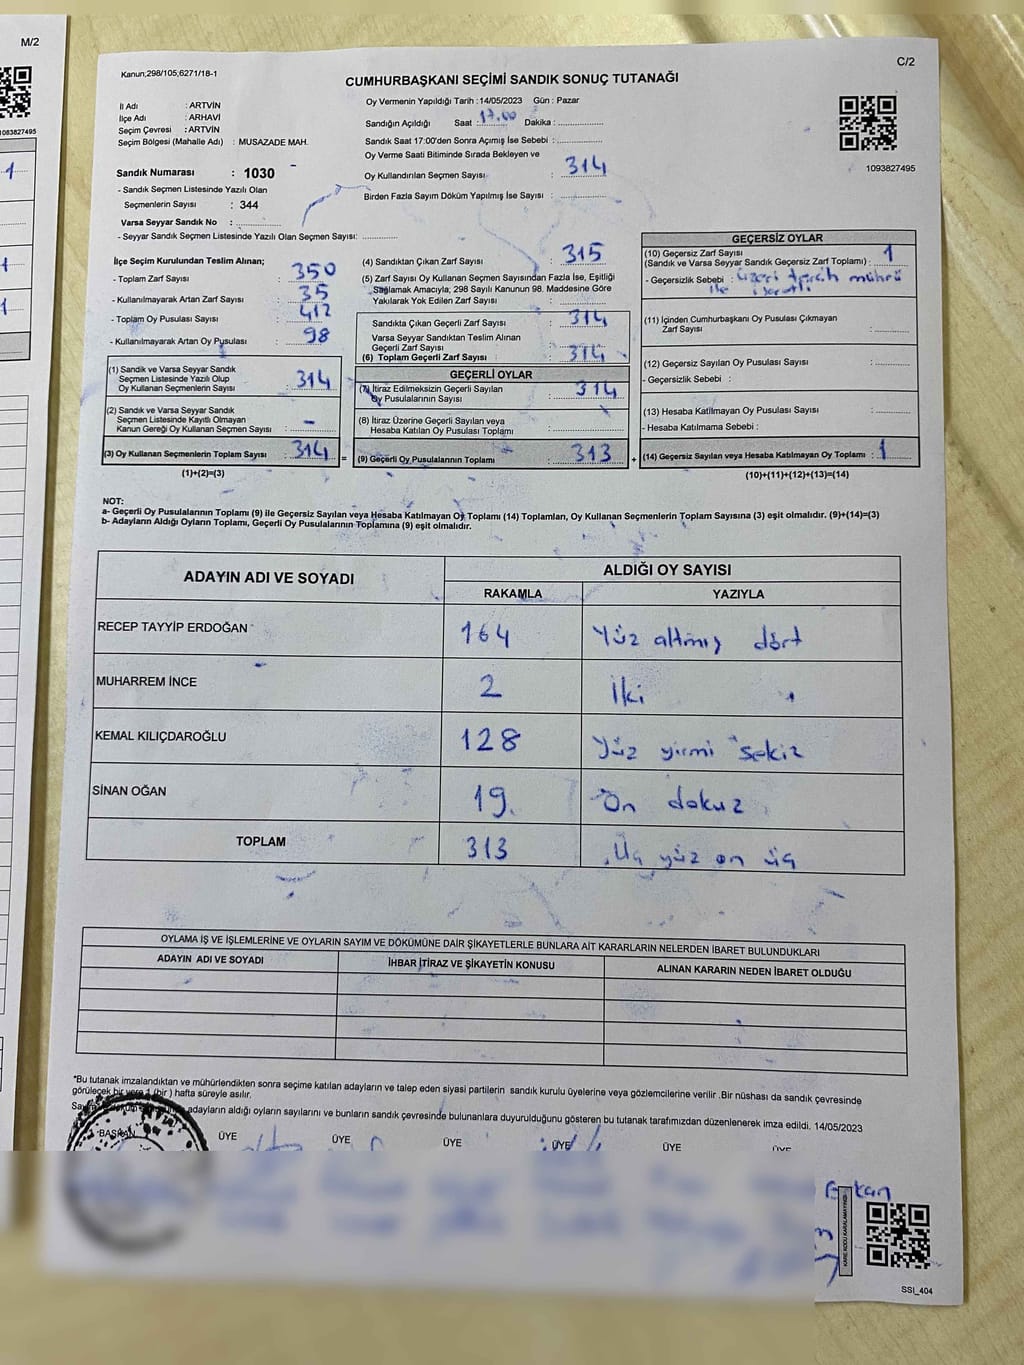 M/2
1093827495
1
1
1
Kanun;298/105;6271/18-1
C/2
CUMHURBAŞKANI SEÇİMİ SANDIK SONUÇ TUTANAĞI
İl Adı : ARTVİN
İlçe Adı : ARHAVİ
Seçim Çevresi : ARTVİN
Seçim Bölgesi (Mahalle Adı) : MUSAZADE MAH.
Oy Vermenin Yapıldığı Tarih :14/05/2023 Gün : Pazar
Sandığın Açıldığı Saat : 17.00 Dakika :
Sandık Saat 17:00'den Sonra Açımış İse Sebebi :
Oy Verme Saati Bitiminde Sırada Bekleyen ve
Oy Kullandırılan Seçmen Sayısı : 314
Birden Fazla Sayım Döküm Yapılmış İse Sayısı :
1093827495
Sandık Numarası : 1030
- Sandık Seçmen Listesinde Yazılı Olan
Seçmenlerin Sayısı : 344
Varsa Seyyar Sandık No :
- Seyyar Sandık Seçmen Listesinde Yazılı Olan Seçmen Sayısı:
İlçe Seçim Kurulundan Teslim Alınan;
- Toplam Zarf Sayısı : 350
- Kullanılmayarak Artan Zarf Sayısı : 35
- Toplam Oy Pusulası Sayısı : 412
- Kullanılmayarak Artan Oy Pusulası : 98
(1) Sandık ve Varsa Seyyar Sandık
Seçmen Listesinde Yazılı Olup
Oy Kullanan Seçmenlerin Sayısı : 314
(2) Sandık ve Varsa Seyyar Sandık
Seçmen Listesinde Kayıtlı Olmayan
Kanun Gereği Oy Kullanan Seçmen Sayısı : -
(3) Oy Kullanan Seçmenlerin Toplam Sayısı : 314 =
(1)+(2)=(3)
(4) Sandıktan Çıkan Zarf Sayısı : 315
(5) Zarf Sayısı Oy Kullanan Seçmen Sayısından Fazla İse, Eşitliği
Sağlamak Amacıyla; 298 Sayılı Kanunun 98. Maddesine Göre
Yakılarak Yok Edilen Zarf Sayısı :
Sandıkta Çıkan Geçerli Zarf Sayısı : 314
Varsa Seyyar Sandıktan Teslim Alınan
Geçerli Zarf Sayısı
(6) Toplam Geçerli Zarf Sayısı : 314
GEÇERLİ OYLAR
(7) İtiraz Edilmeksizin Geçerli Sayılan
Oy Pusulalarının Sayısı : 314
(8) İtiraz Üzerine Geçerli Sayılan veya
Hesaba Katılan Oy Pusulası Toplamı :
(9) Geçerli Oy Pusulalarının Toplamı : 313 +
GEÇERSİZ OYLAR
(10) Geçersiz Zarf Sayısı
(Sandık ve Varsa Seyyar Sandık Geçersiz Zarf Toplamı) : 1
- Geçersizlik Sebebi : üzeri tercih mührü
ile işaretli
(11) İçinden Cumhurbaşkanı Oy Pusulası Çıkmayan
Zarf Sayısı :
(12) Geçersiz Sayılan Oy Pusulası Sayısı :
- Geçersizlik Sebebi :
(13) Hesaba Katılmayan Oy Pusulası Sayısı :
- Hesaba Katılmama Sebebi :
(14) Geçersiz Sayılan veya Hesaba Katılmayan Oy Toplamı : 1
(10)+(11)+(12)+(13)=(14)
NOT:
a- Geçerli Oy Pusulalarının Toplamı (9) ile Geçersiz Sayılan veya Hesaba Katılmayan Oy Toplamı (14) Toplamları, Oy Kullanan Seçmenlerin Toplam Sayısına (3) eşit olmalıdır. (9)+(14)=(3)
b- Adayların Aldığı Oyların Toplamı, Geçerli Oy Pusulalarının Toplamına (9) eşit olmalıdır.
ADAYIN ADI VE SOYADI ALDIĞI OY SAYISI
RAKAMLA YAZIYLA
RECEP TAYYİP ERDOĞAN 164 Yüz altmış dört
MUHARREM İNCE 2 İki
KEMAL KILIÇDAROĞLU 128 Yüz yirmi sekiz
SİNAN OĞAN 19 On dokuz
TOPLAM 313 Üç yüz on üç
OYLAMA İŞ VE İŞLEMLERİNE VE OYLARIN SAYIM VE DÖKÜMÜNE DAİR ŞİKAYETLERLE BUNLARA AİT KARARLARIN NELERDEN İBARET BULUNDUKLARI
ADAYIN ADI VE SOYADI İHBAR İTİRAZ VE ŞİKAYETİN KONUSU ALINAN KARARIN NEDEN İBARET OLDUĞU
*Bu tutanak imzalandıktan ve mühürlendikten sonra seçime katılan adayların ve talep eden siyasi partilerin sandık kurulu üyelerine veya gözlemcilerine verilir .Bir nüshası da sandık çevresinde
görülecek bir yere 1 (bir ) hafta süreyle asılır.
adayların aldığı oyların sayılarını ve bunların sandık çevresinde bulunanlara duyurulduğunu gösteren bu tutanak tarafımızdan düzenlenerek imza edildi. 14/05/2023
BAŞKAN ÜYE ÜYE ÜYE ÜYE ÜYE ÜYE
KARE KODU KARALAMAYINIZ!
SSI_404